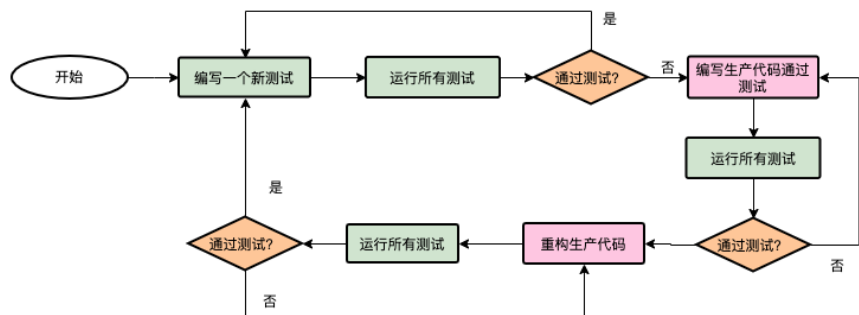 是
开始
编写一个新测试
运行所有测试
通过测试?
否
编写生产代码通过
测试
运行所有测试
是
通过测试?
运行所有测试
重构生产代码
通过测试?
否
否